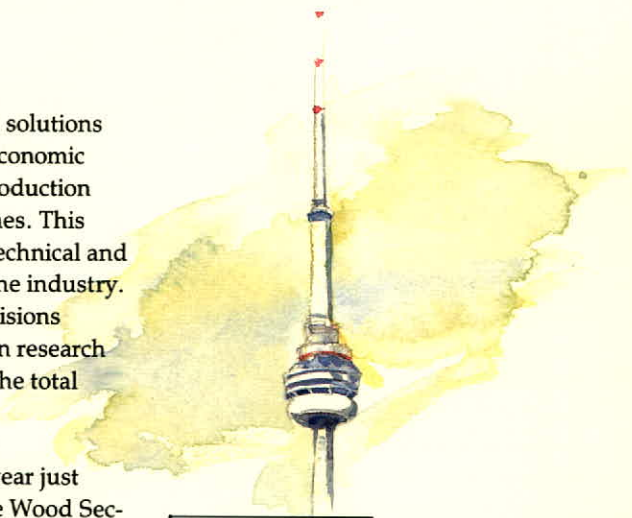 solutions
conomic
oduction
nes. This
echnical and
he industry.
isions
n research
he total
ear just
e Wood Sec-